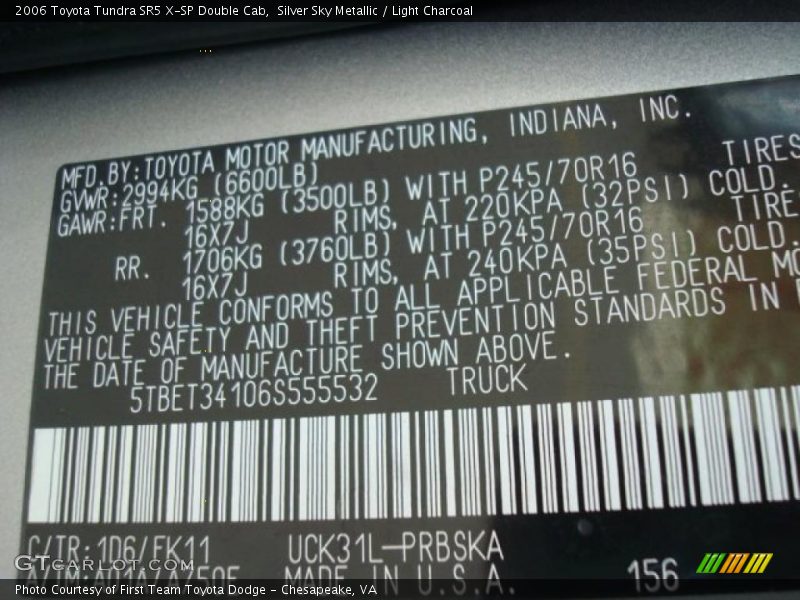 2006 Toyota Tundra SR5 X-SP Double Cab,  Silver Sky Metallic / Light Charcoal
MFD.BY:TOYOTA MOTOR MANUFACTURING, INDIANA, INC.
GVWR:2994KG (6600LB)
GAWR:FRT. 1588KG (3500LB) WITH P245/70R16 TIRES
16X7J RIMS, AT 220KPA (32PSI) COLD.
RR. 1706KG (3760LB) WITH P245/70R16 TIRE
16X7J RIMS, AT 240KPA (35PSI) COLD.
THIS VEHICLE CONFORMS TO ALL APPLICABLE FEDERAL MO
VEHICLE SAFETY AND THEFT PREVENTION STANDARDS IN
THE DATE OF MANUFACTURE SHOWN ABOVE.
5TBET34106S555532 TRUCK
C/TR:1D6/FK11 UCK31L-PRBSKA
GTCarLot.com
MADE IN U.S.A. 156
Photo Courtesy of First Team Toyota Dodge - Chesapeake, VA